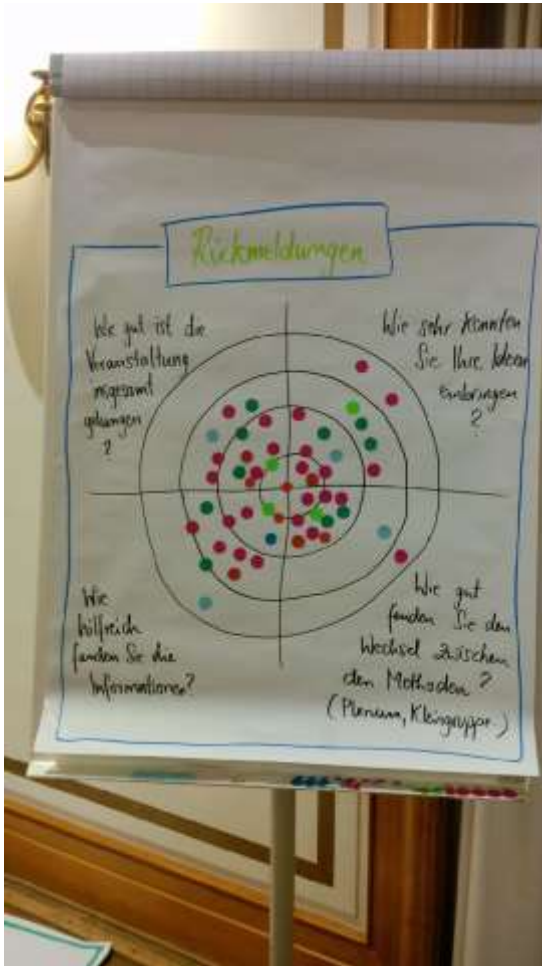 Rückmeldungen
Wie gut ist die
Veranstaltung
insgesamt
gelungen
?
Wie sehr konnten
Sie Ihre Ideen
einbringen
?
Wie
hilfreich
fanden Sie die
Informationen?
Wie gut
fanden Sie den
Wechsel zwischen
den Methoden?
(Plenum, Kleingruppe)